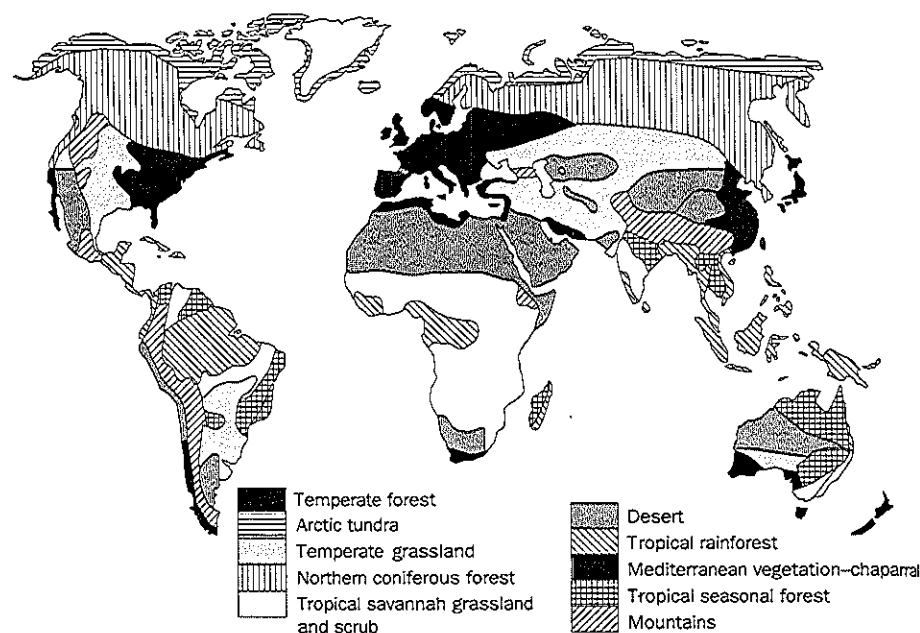 Temperate forest
Arctic tundra
Temperate grassland
Northern coniferous forest
Tropical savannah grassland
and scrub
Desert
Tropical rainforest
Mediterranean vegetation–chaparral
Tropical seasonal forest
Mountains